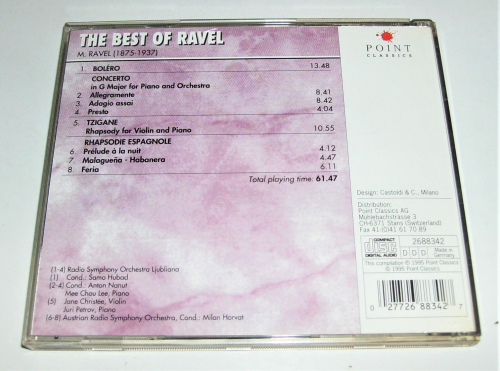 THE BEST OF RAVEL
M. RAVEL (1875-1937)
1. BOLÉRO 13.48
CONCERTO
in G Major for Piano and Orchestra
2. Allegramente 8.41
3. Adagio assai 8.42
4. Presto 4.04
5. TZIGANE
Rhapsody for Violin and Piano 10.55
RHAPSODIE ESPAGNOLE
6. Prélude à la nuit 4.12
7. Malagueña - Habanera 4.47
8. Feria 6.11
Total playing time: 61.47
(1-4) Radio Symphony Orchestra Ljubliana
(1) Cond.: Samo Hubad
(2-4) Cond.: Anton Nanut
Mee Chou Lee, Piano
(5) Jane Christée, Violin
Juri Petrov, Piano
(6-8) Austrian Radio Symphony Orchestra, Cond.: Milan Horvat
POINT
CLASSICS
Design: Castoldi & C., Milano
Distribution:
Point Classics AG
Mühlebachstrasse 3
CH-6371 Stans (Switzerland)
Fax 41-(0)41 61 70 89
COMPACT
disc
DIGITAL AUDIO
2688342
DDD
Made in
Germany
℗ 1995 Point Classics
© 1995 Point Classics
0 27726 88342 7